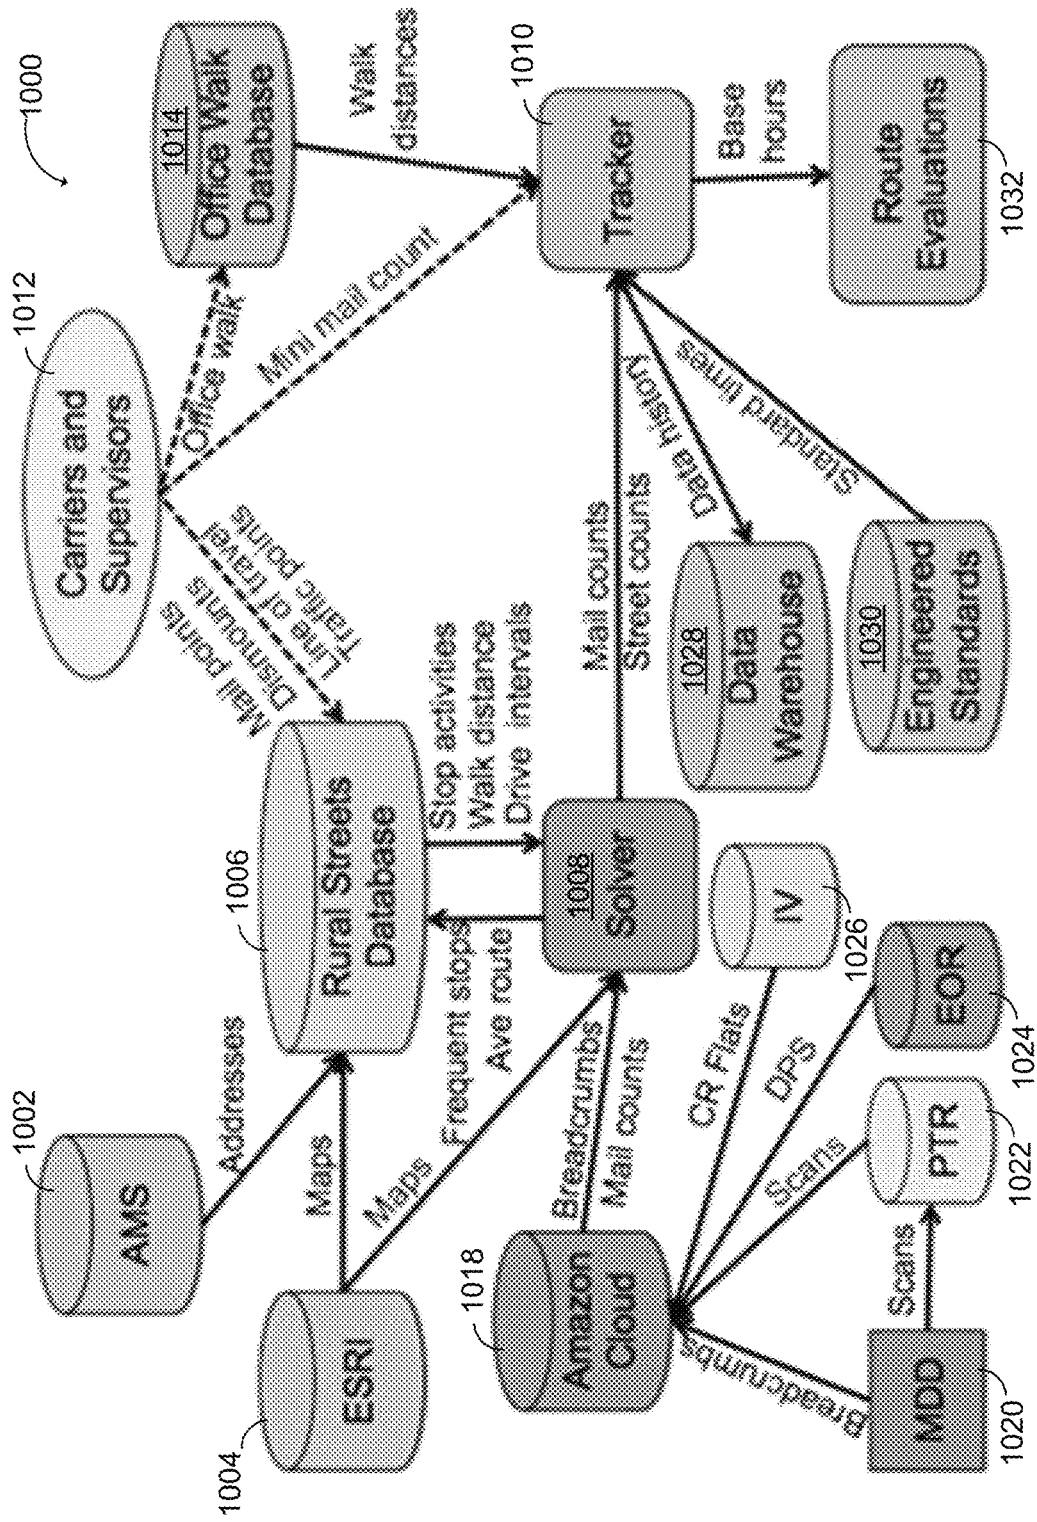 1000
1002
AMS
Addresses
1004
ESRI
Maps
Maps
1006
Rural Streets
Database
1012
Carriers and
Supervisors
Mail points
Dismounts
Line of travel
Traffic points
Office walk
Mini mail count
1014
Office Walk
Database
Walk
distances
Frequent stops
Ave route
Stop activities
Walk distance
Drive intervals
1018
Amazon
Cloud
Breadcrumbs
Mail counts
1008
Solver
Mail counts
Street counts
1010
Tracker
Base
hours
Route
Evaluations
1032
Data history
Standard times
1028
Data
Warehouse
1030
Engineered
Standards
CR Flats
DPS
Scans
Breadcrumbs
IV
1026
EOR
1024
PTR
1022
Scans
MDD
1020